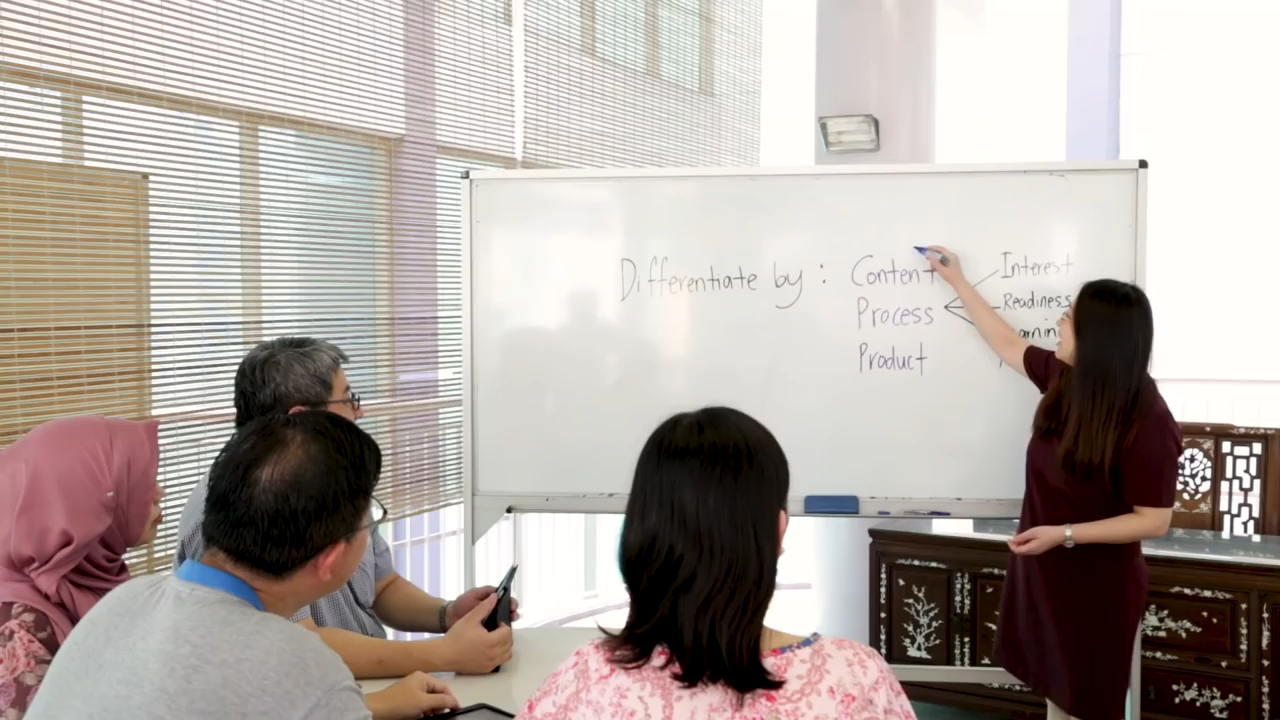 Differentiate by : Content Interest
Process Readiness
Product